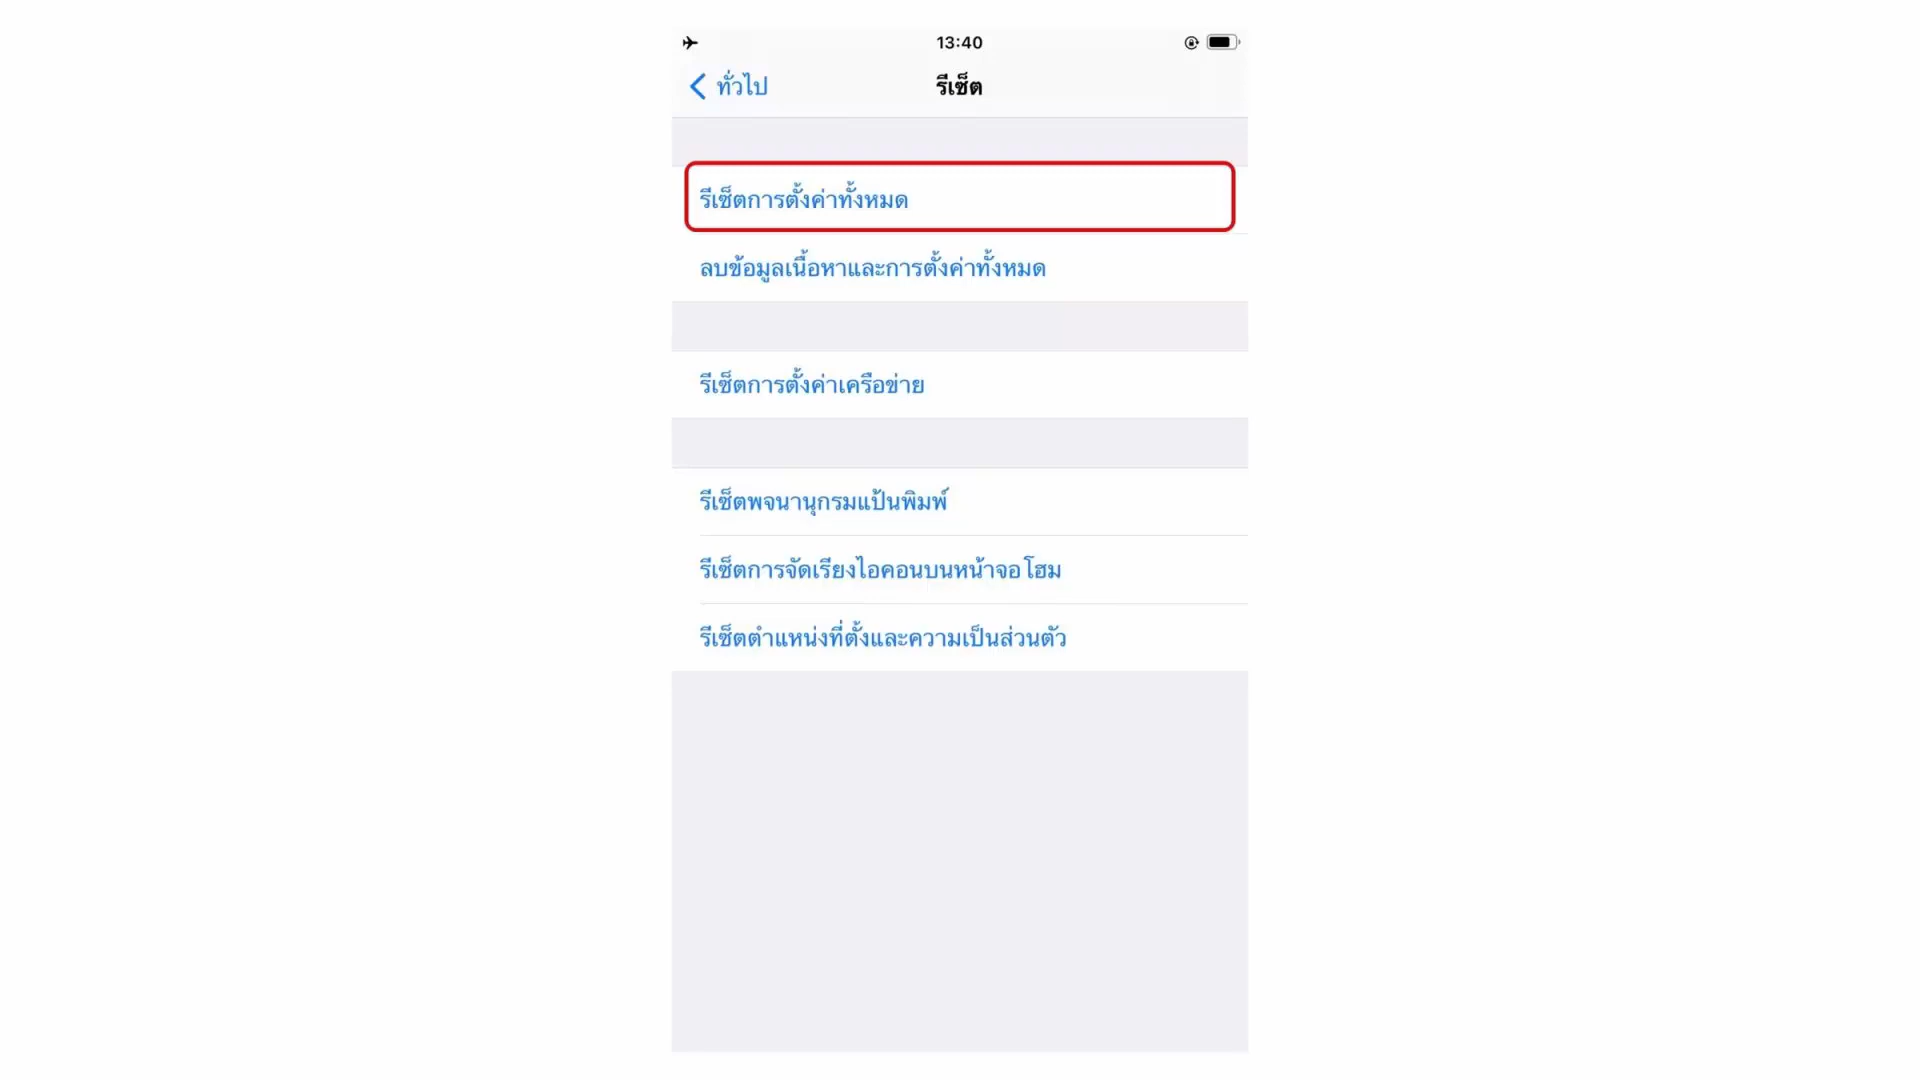 13:40
ทั่วไป
รีเซ็ต
รีเซ็ตการตั้งค่าทั้งหมด
ลบข้อมูลเนื้อหาและการตั้งค่าทั้งหมด
รีเซ็ตการตั้งค่าเครือข่าย
รีเซ็ตพจนานุกรมแป้นพิมพ์
รีเซ็ตการจัดเรียงไอคอนบนหน้าจอโฮม
รีเซ็ตตำแหน่งที่ตั้งและความเป็นส่วนตัว